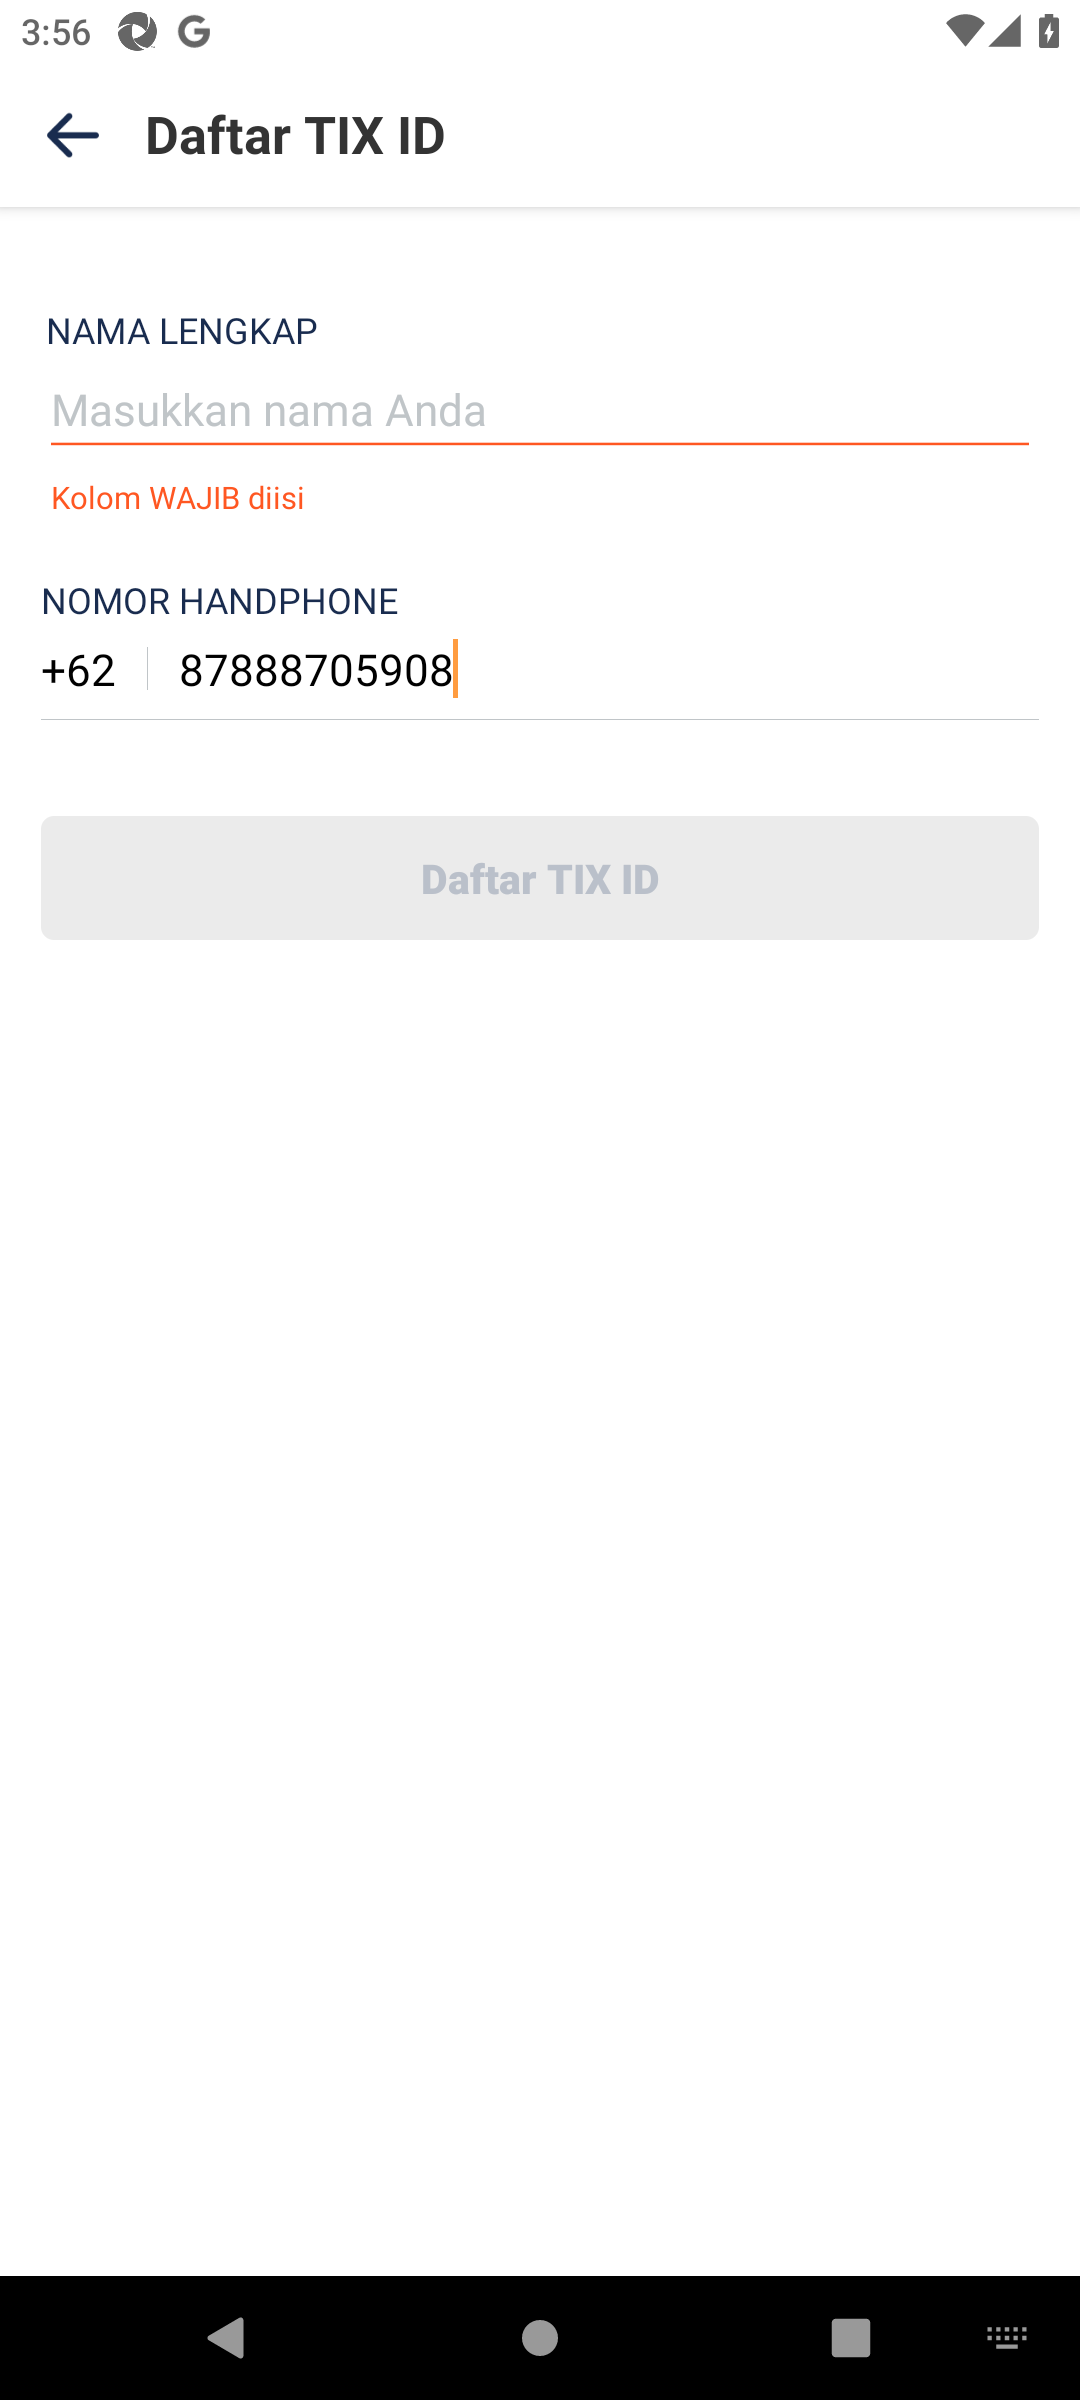 3:56
Daftar TIX ID
NAMA LENGKAP
Masukkan nama Anda
Kolom WAJIB diisi
NOMOR HANDPHONE
+62 87888705908
Daftar TIX ID